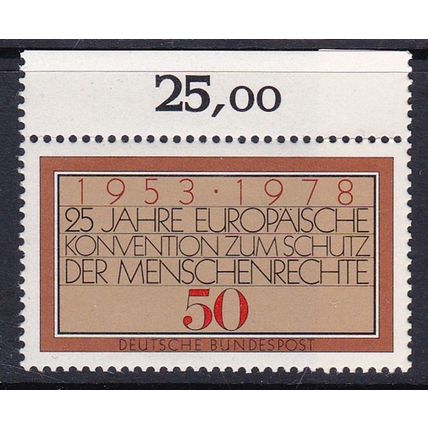 25,00
1953·1978
25 JAHRE EUROPÄISCHE
KONVENTION ZUM SCHUTZ
DER MENSCHENRECHTE
50
DEUTSCHE BUNDESPOST